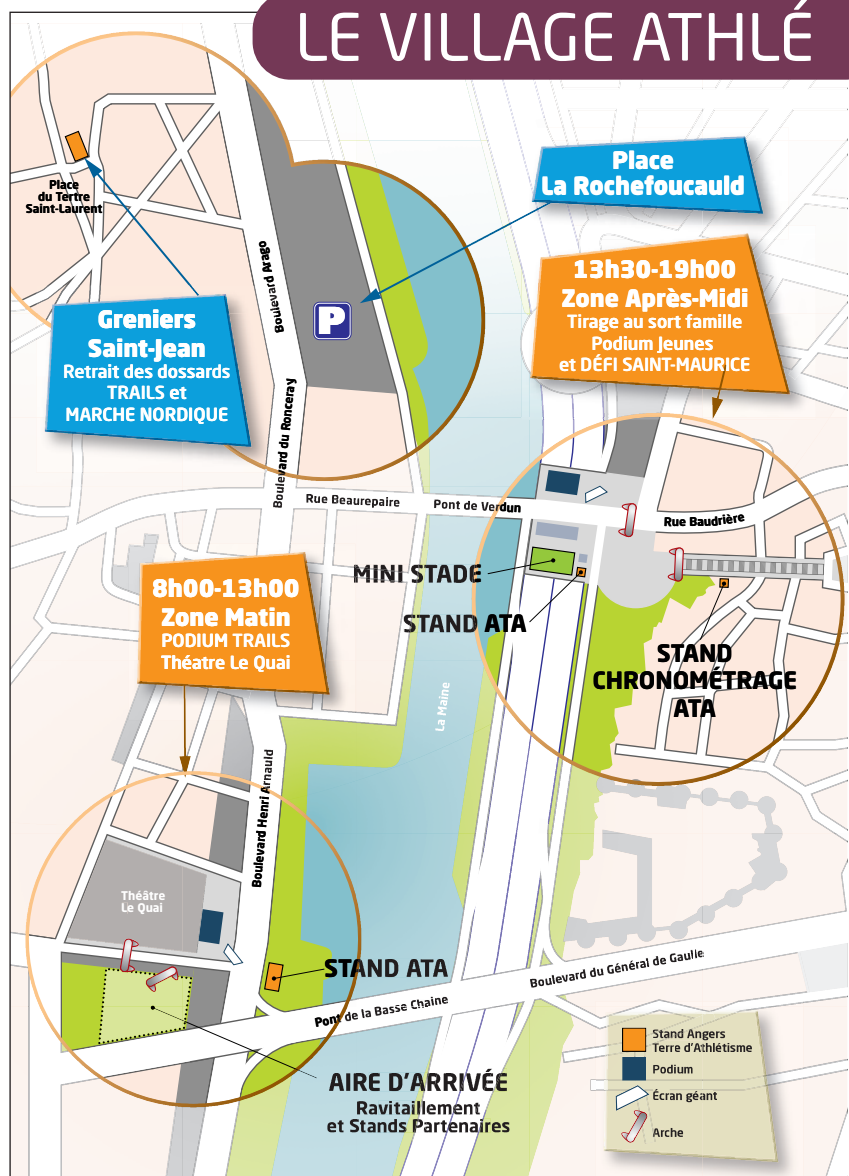 LE VILLAGE ATHLÉ
Place
La Rochefoucauld
Place
du Tertre
Saint-Laurent
Boulevard Arago
P
13h30-19h00
Zone Après-Midi
Tirage au sort famille
Podium Jeunes
et DÉFI SAINT-MAURICE
Greniers
Saint-Jean
Retrait des dossards
TRAILS et
MARCHE NORDIQUE
Boulevard du Ronceray
Rue Beaurepaire
Pont de Verdun
Rue Baudrière
MINI STADE
STAND ATA
8h00-13h00
Zone Matin
PODIUM TRAILS
Théatre Le Quai
STAND
CHRONOMÉTRAGE
ATA
La Maine
Boulevard Henri Arnauld
Théâtre
Le Quai
STAND ATA
Boulevard du Général de Gaulle
Pont de la Basse Chaine
AIRE D'ARRIVÉE
Ravitaillement
et Stands Partenaires
Stand Angers
Terre d'Athlétisme
Podium
Écran géant
Arche